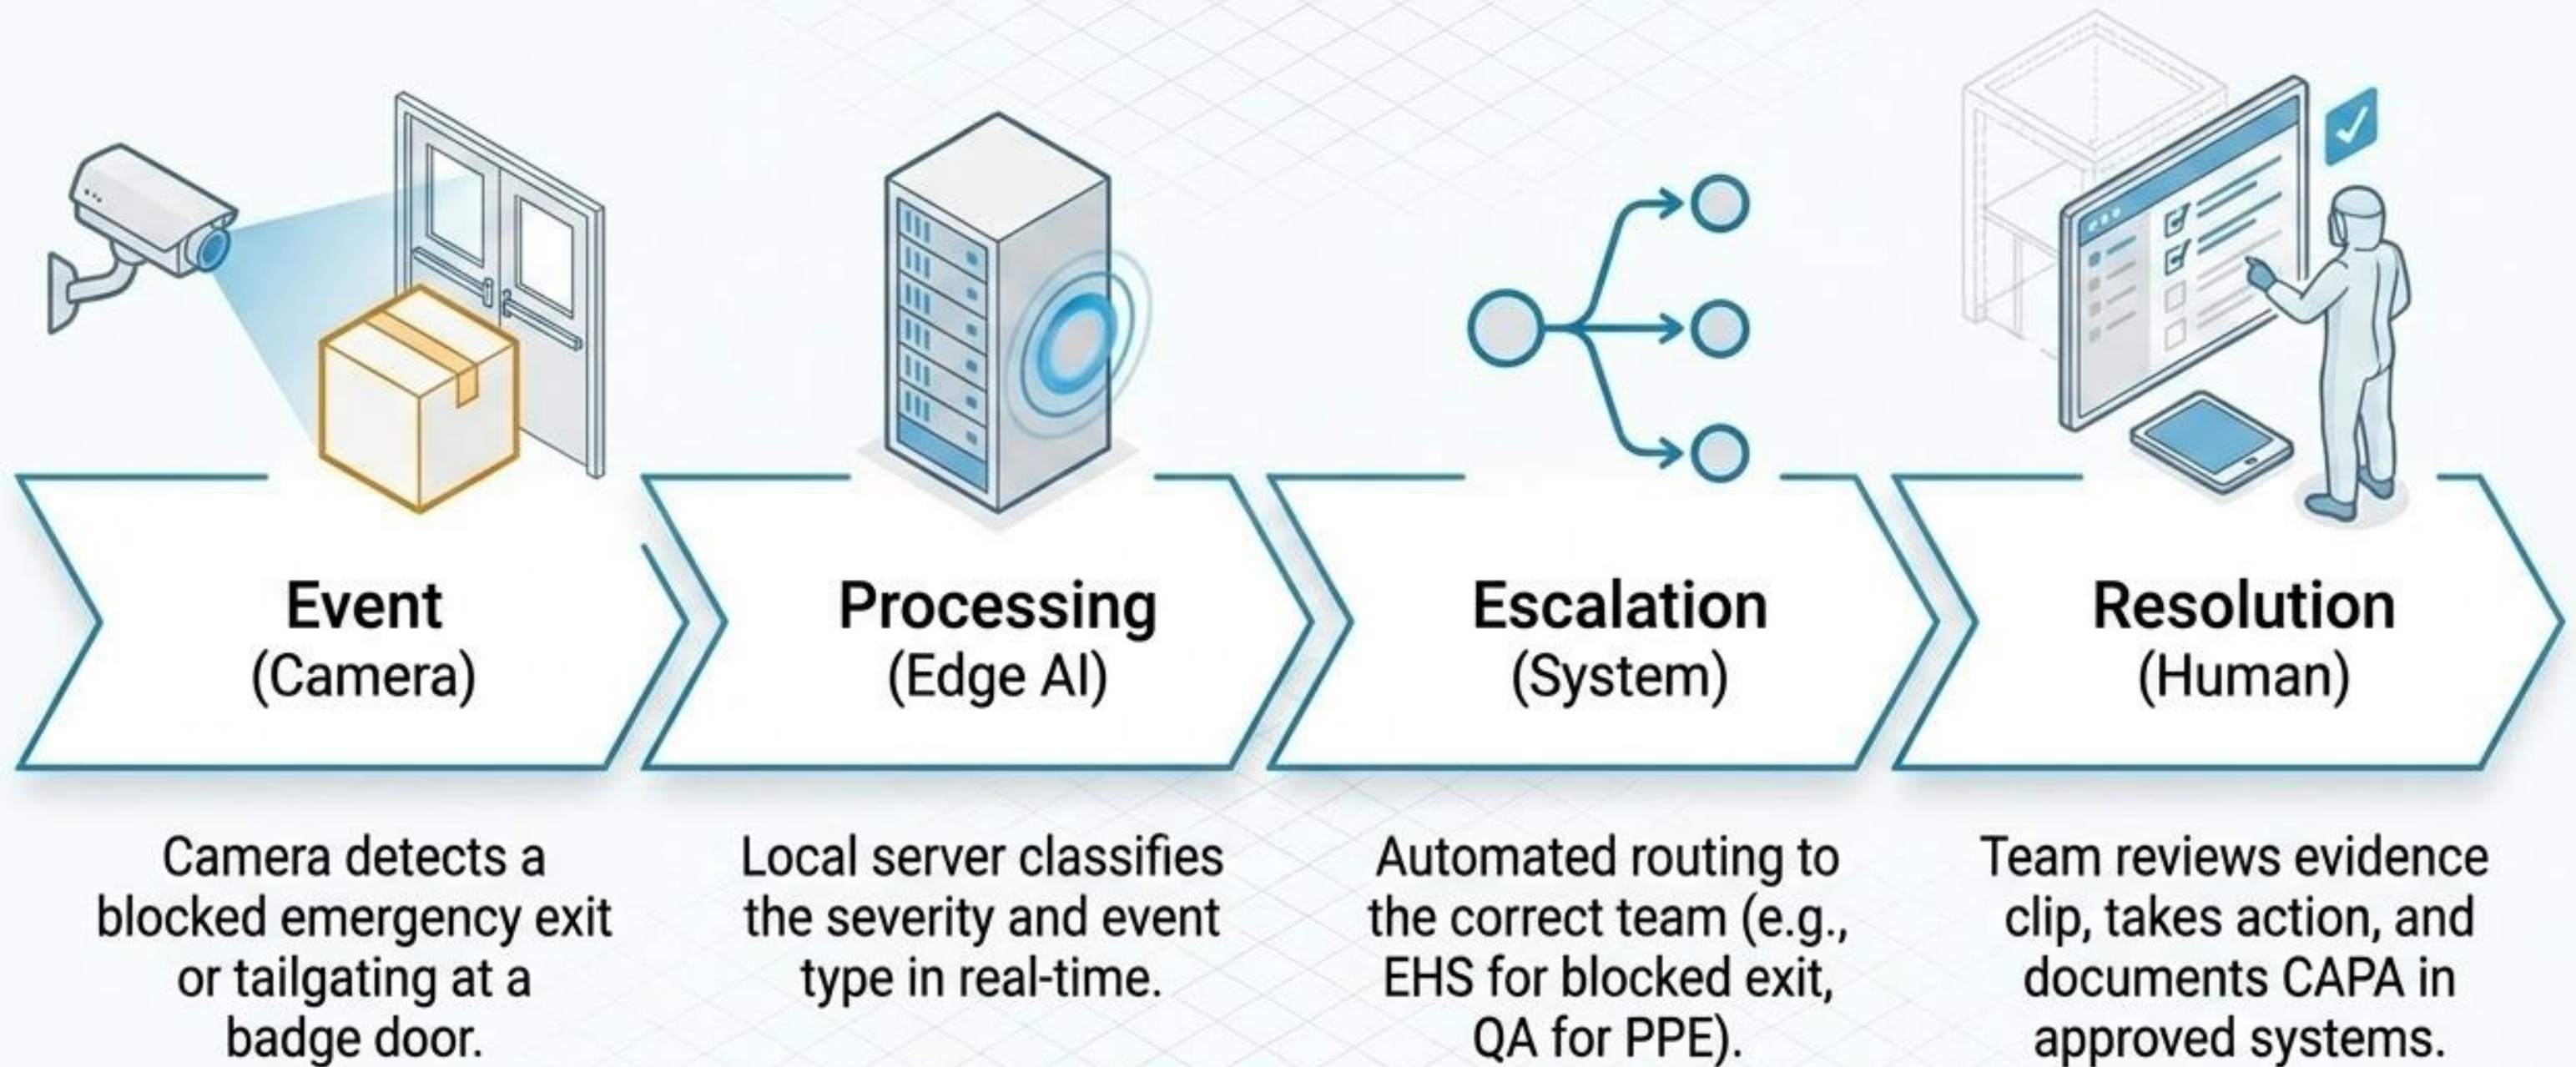 Event
(Camera)
Processing
(Edge AI)
Escalation
(System)
Resolution
(Human)
Camera detects a
blocked emergency exit
or tailgating at a
badge door.
Local server classifies
the severity and event
type in real-time.
Automated routing to
the correct team (e.g.,
EHS for blocked exit,
QA for PPE).
Team reviews evidence
clip, takes action, and
documents CAPA in
approved systems.